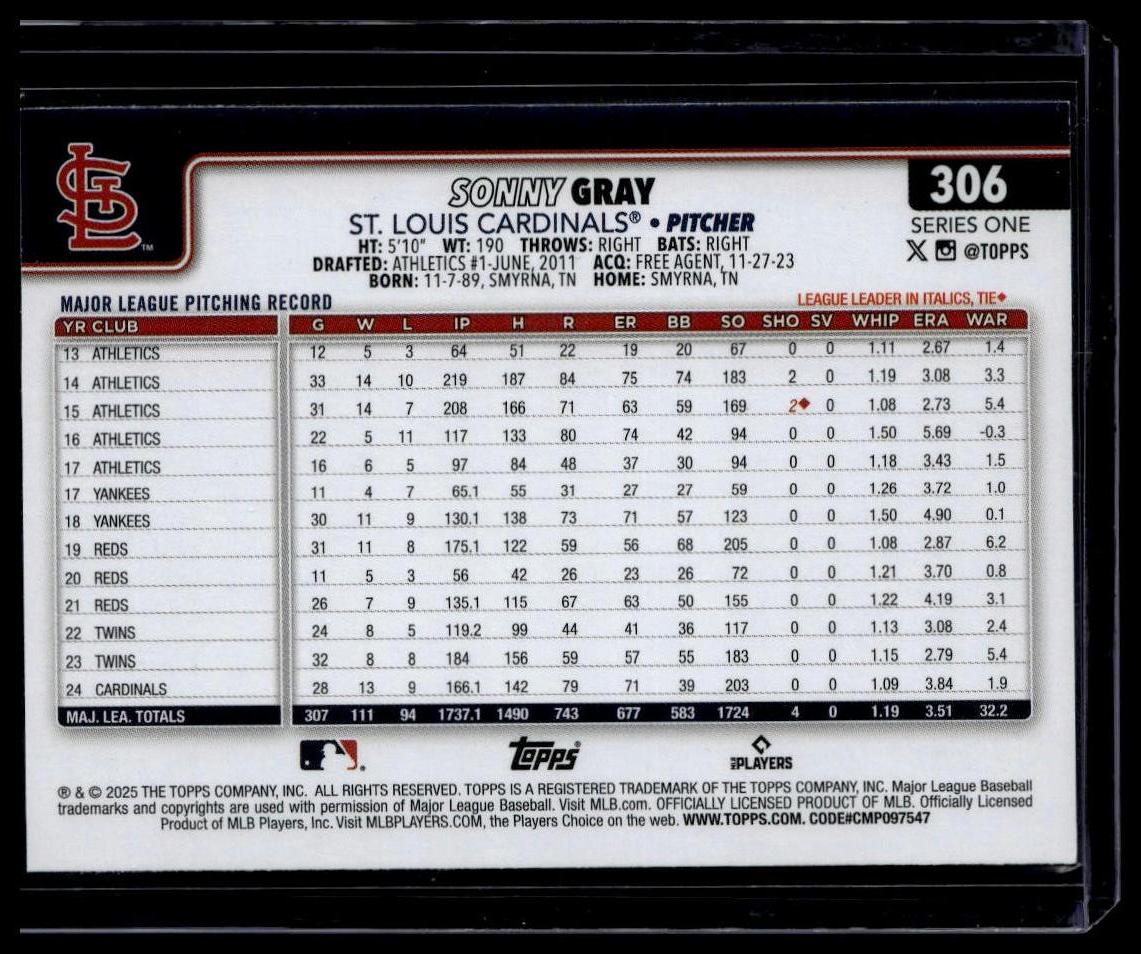 STL
™
SONNY GRAY
306
ST. LOUIS CARDINALS® • PITCHER
SERIES ONE
HT: 5'10" WT: 190 THROWS: RIGHT BATS: RIGHT
X @TOPPS
DRAFTED: ATHLETICS #1-JUNE, 2011 ACQ: FREE AGENT, 11-27-23
BORN: 11-7-89, SMYRNA, TN HOME: SMYRNA, TN
MAJOR LEAGUE PITCHING RECORD LEAGUE LEADER IN ITALICS, TIE♦
YR CLUB G W L IP H R ER BB SO SHO SV WHIP ERA WAR
13 ATHLETICS 12 5 3 64 51 22 19 20 67 0 0 1.11 2.67 1.4
14 ATHLETICS 33 14 10 219 187 84 75 74 183 2 0 1.19 3.08 3.3
15 ATHLETICS 31 14 7 208 166 71 63 59 169 2♦ 0 1.08 2.73 5.4
16 ATHLETICS 22 5 11 117 133 80 74 42 94 0 0 1.50 5.69 -0.3
17 ATHLETICS 16 6 5 97 84 48 37 30 94 0 0 1.18 3.43 1.5
17 YANKEES 11 4 7 65.1 55 31 27 27 59 0 0 1.26 3.72 1.0
18 YANKEES 30 11 9 130.1 138 73 71 57 123 0 0 1.50 4.90 0.1
19 REDS 31 11 8 175.1 122 59 56 68 205 0 0 1.08 2.87 6.2
20 REDS 11 5 3 56 42 26 23 26 72 0 0 1.21 3.70 0.8
21 REDS 26 7 9 135.1 115 67 63 50 155 0 0 1.22 4.19 3.1
22 TWINS 24 8 5 119.2 99 44 41 36 117 0 0 1.13 3.08 2.4
23 TWINS 32 8 8 184 156 59 57 55 183 0 0 1.15 2.79 5.4
24 CARDINALS 28 13 9 166.1 142 79 71 39 203 0 0 1.09 3.84 1.9
MAJ. LEA. TOTALS 307 111 94 1737.1 1490 743 677 583 1724 4 0 1.19 3.51 32.2
topps® MLB PLAYERS
® & © 2025 THE TOPPS COMPANY, INC. ALL RIGHTS RESERVED. TOPPS IS A REGISTERED TRADEMARK OF THE TOPPS COMPANY, INC. Major League Baseball
trademarks and copyrights are used with permission of Major League Baseball. Visit MLB.com. OFFICIALLY LICENSED PRODUCT OF MLB. Officially Licensed
Product of MLB Players, Inc. Visit MLBPLAYERS.COM, the Players Choice on the web. WWW.TOPPS.COM. CODE#CMP097547